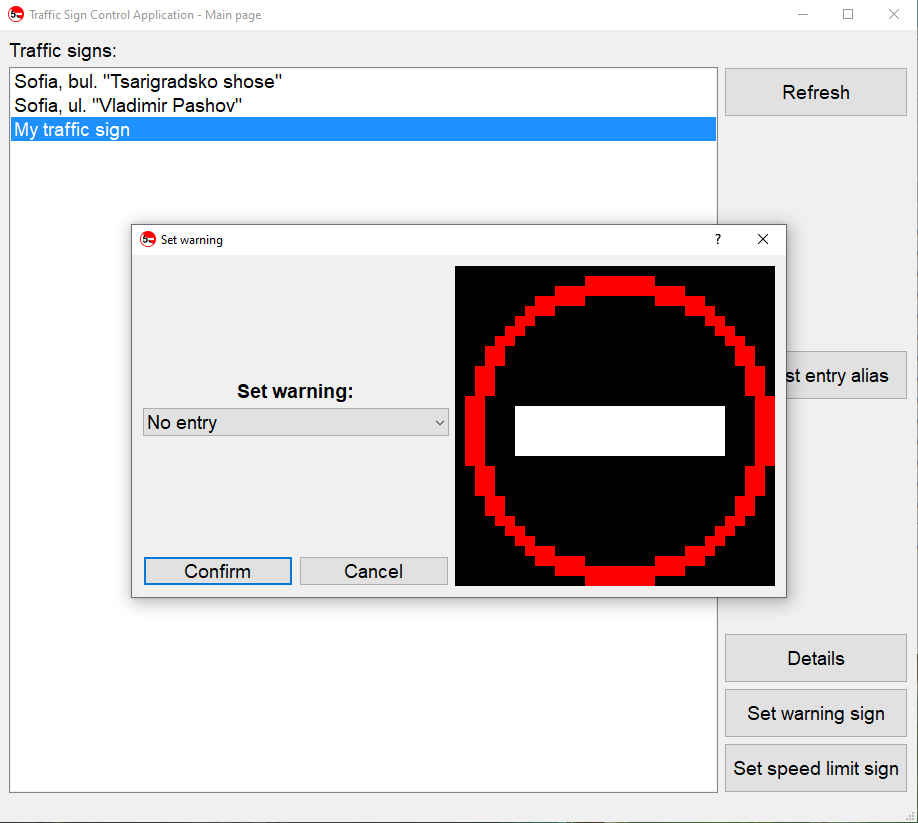 Traffic Sign Control Application - Main page
Traffic signs:
Sofia, bul. "Tsarigradsko shose"
Sofia, ul. "Vladimir Pashov"
My traffic sign
Refresh
Set warning
?
Set warning:
No entry
Confirm
Cancel
entry alias
Details
Set warning sign
Set speed limit sign